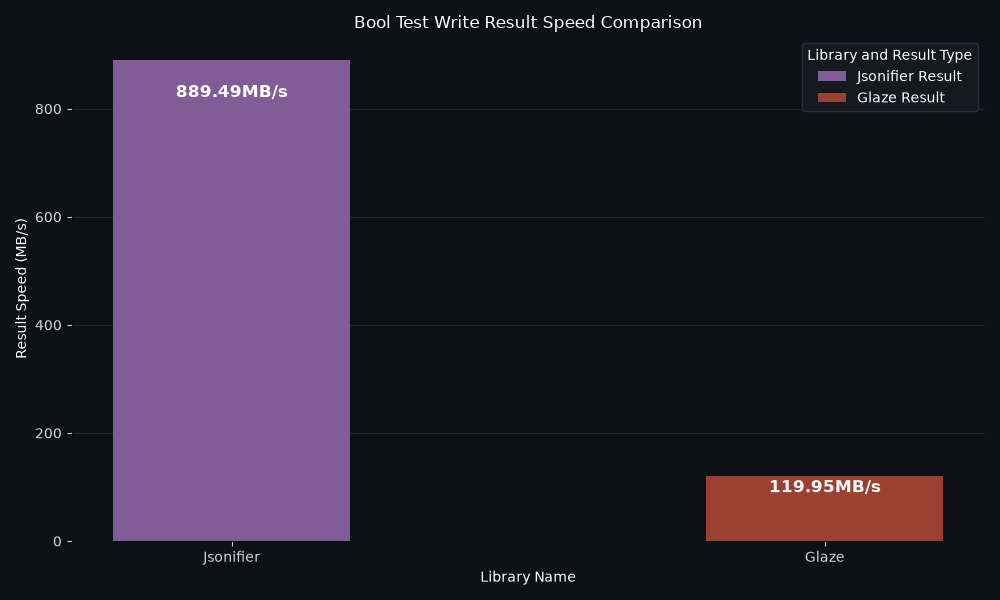 Bool Test Write Result Speed Comparison
Library and Result Type
Jsonifier Result
Glaze Result
889.49MB/s
119.95MB/s
Result Speed (MB/s)
800
600
400
200
0
Jsonifier
Glaze
Library Name